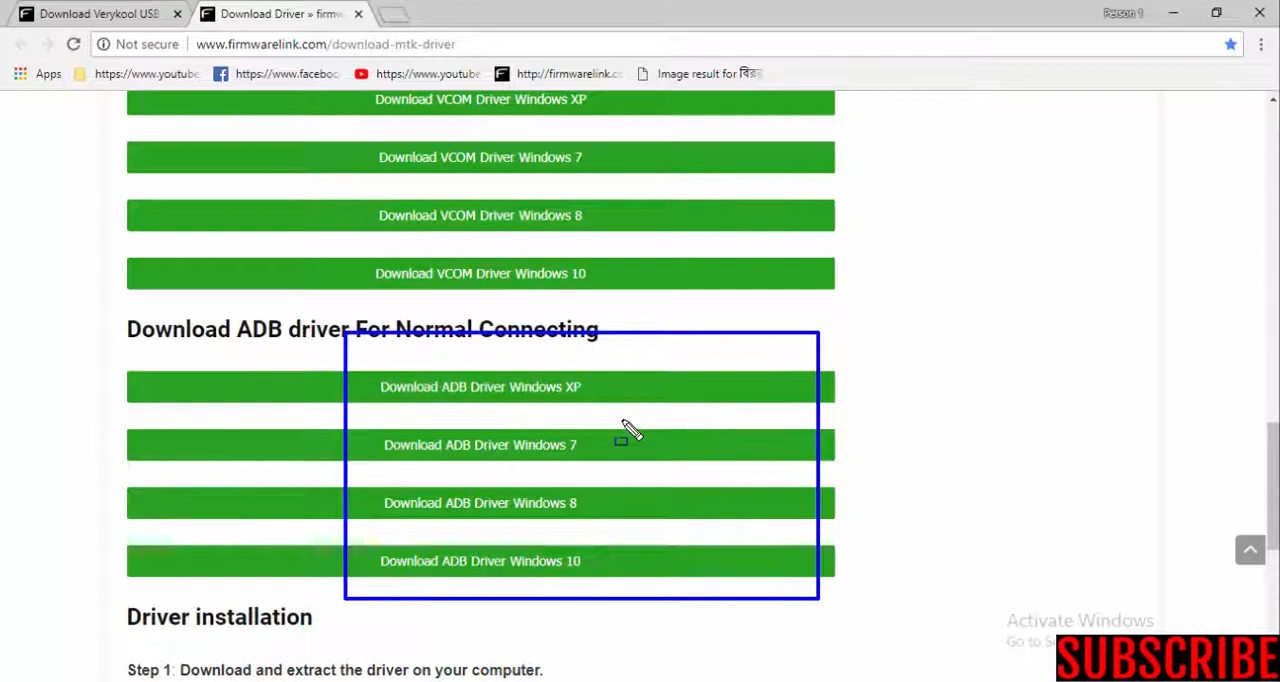 Download Verykool USB
Download Driver » firmw
Person 1
Not secure
www.firmwarelink.com/download-mtk-driver
Apps
https://www.youtube
https://www.faceboc
https://www.youtube
http://firmwarelink.c
Image result for
Download VCOM Driver Windows XP
Download VCOM Driver Windows 7
Download VCOM Driver Windows 8
Download VCOM Driver Windows 10
Download ADB driver For Normal Connecting
Download ADB Driver Windows XP
Download ADB Driver Windows 7
Download ADB Driver Windows 8
Download ADB Driver Windows 10
Driver installation
Activate Windows
Go to S
SUBSCRIBE
Step 1: Download and extract the driver on your computer.